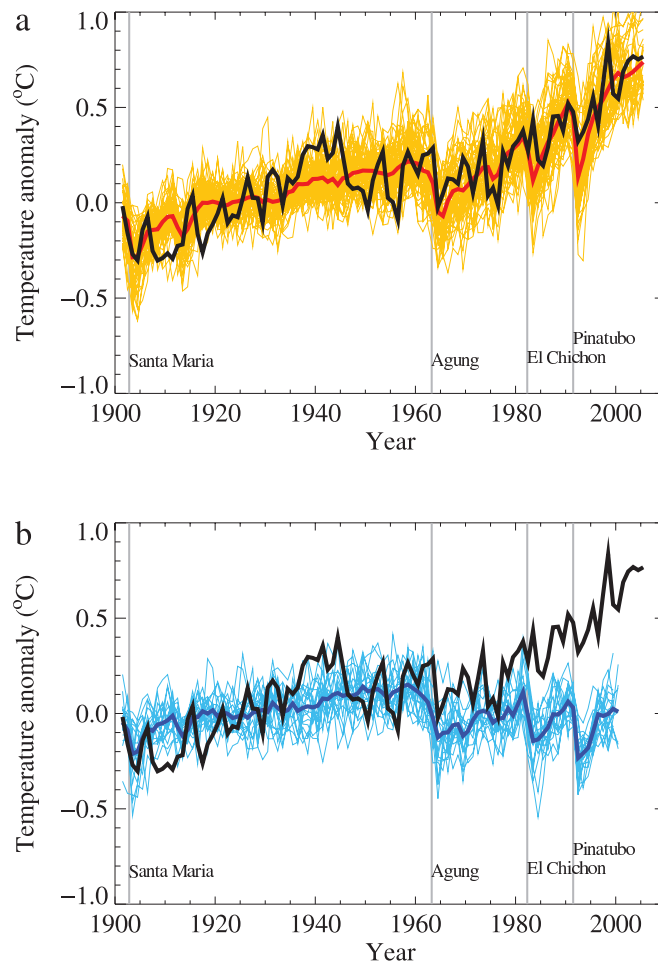 a
1.0
0.5
0.0
−0.5
−1.0
Temperature anomaly (°C)
Santa Maria
Agung
El Chichon
Pinatubo
1900 1920 1940 1960 1980 2000
Year
b
1.0
0.5
0.0
−0.5
−1.0
Temperature anomaly (°C)
Santa Maria
Agung
El Chichon
Pinatubo
1900 1920 1940 1960 1980 2000
Year